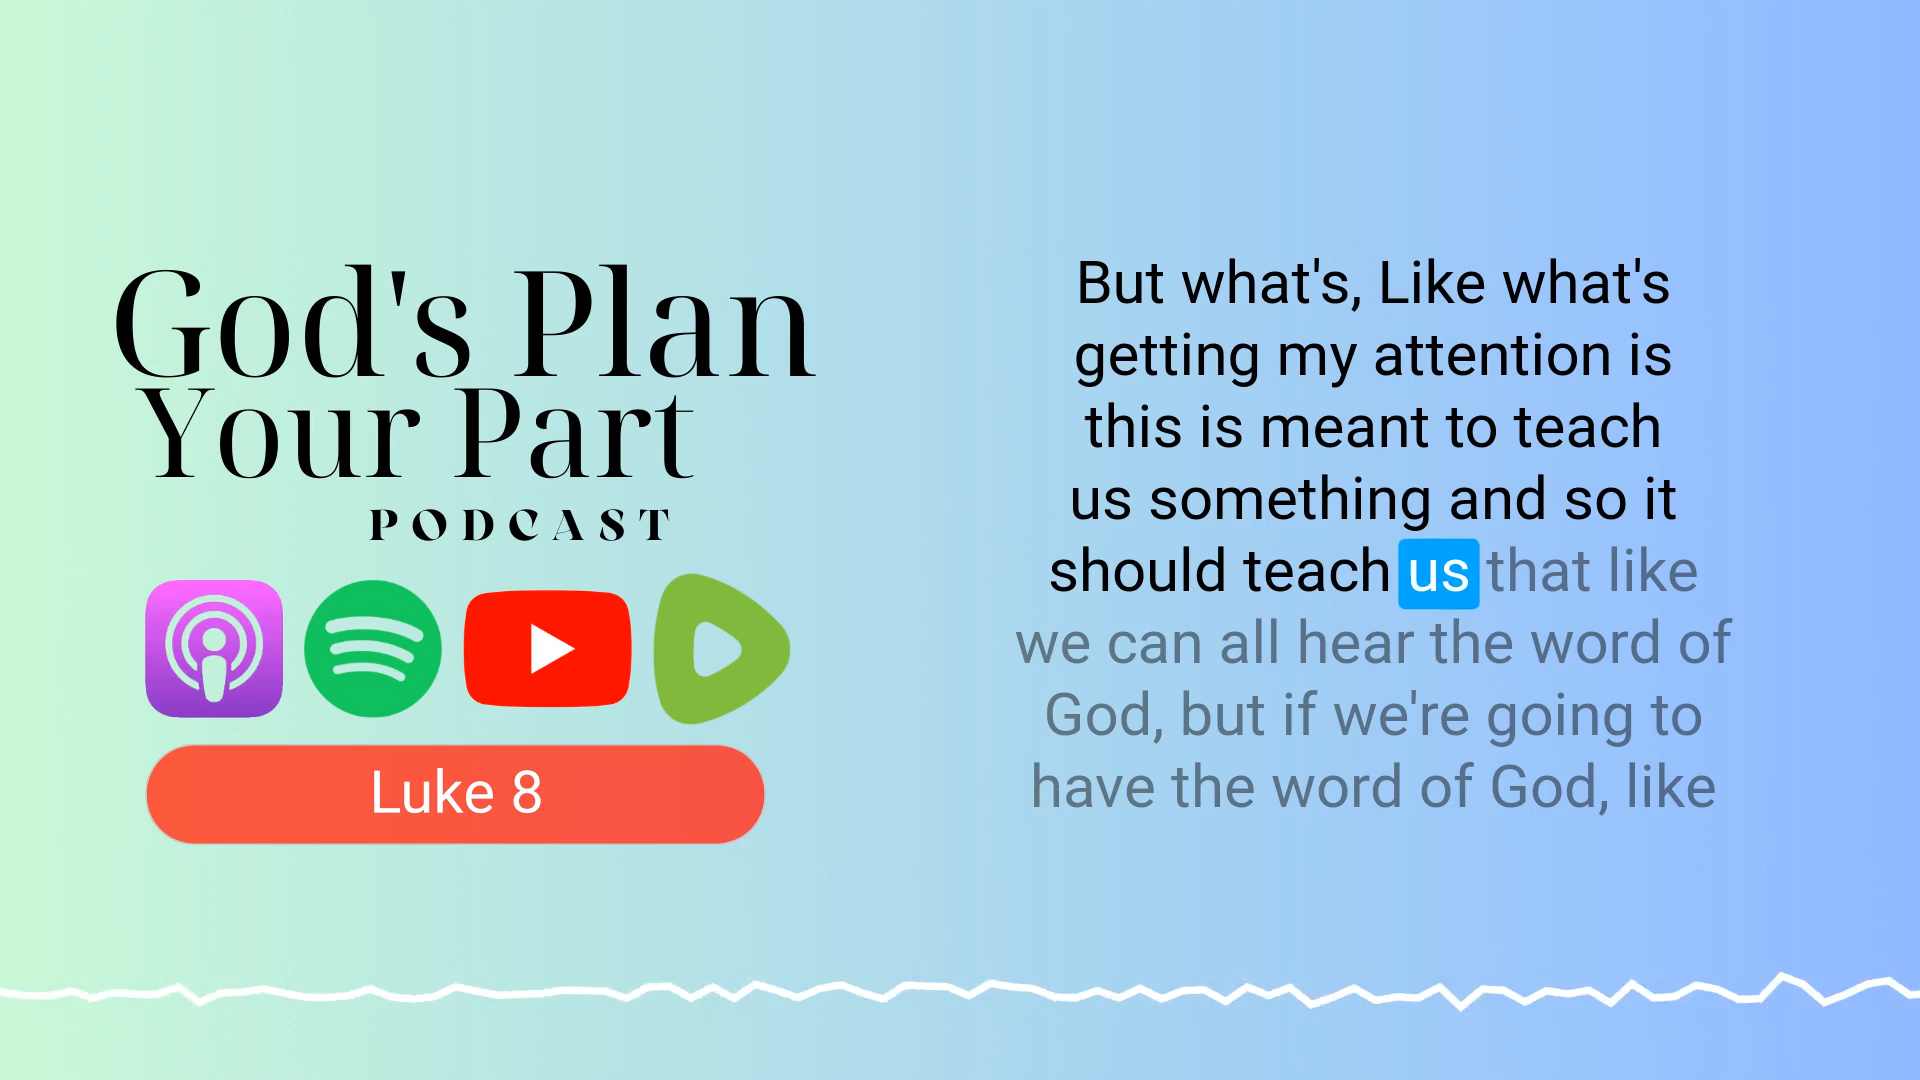 God's Plan
Your Part
PODCAST
Luke 8
But what's, Like what's
getting my attention is
this is meant to teach
us something and so it
should teach us that like
we can all hear the word of
God, but if we're going to
have the word of God, like